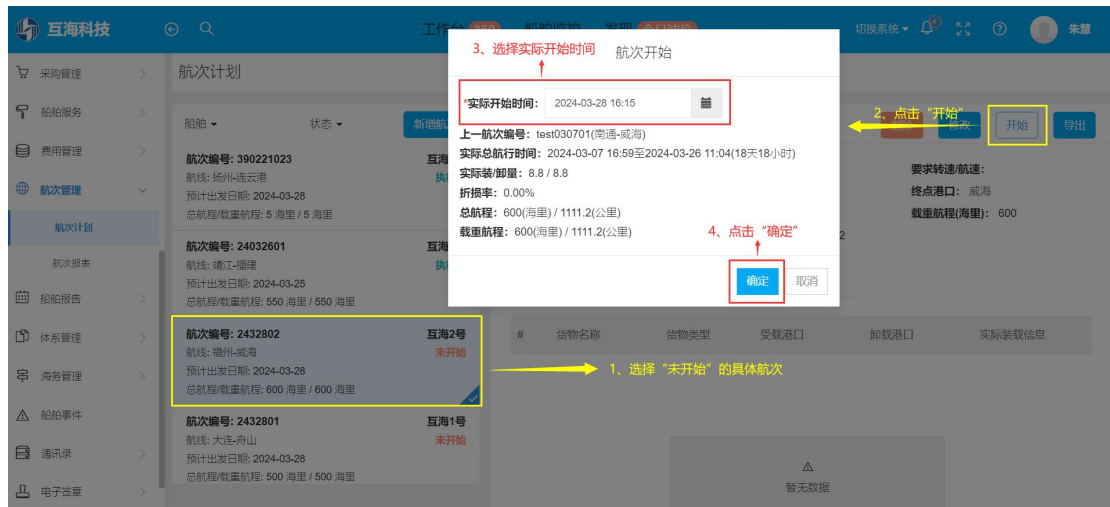 互海科技
工作台 260 船舶监控 发现 今日油价
切换系统
朱慧
采购管理
船舶服务
费用管理
航次管理
航次计划
航次报表
船舶报告
体系管理
海务管理
船舶事件
通讯录
电子签章
航次计划
船舶
状态
新增航
2、点击“开始”
修改
开始
导出
航次编号: 390221023
互海
航线: 扬州-连云港
执
预计出发日期: 2024-03-28
总航程/载重航程: 5 海里 / 5 海里
航次编号: 24032601
互海
航线: 靖江-福建
执
预计出发日期: 2024-03-25
总航程/载重航程: 550 海里 / 550 海里
航次编号: 2432802
互海2号
航线: 福州-威海
未开始
预计出发日期: 2024-03-28
总航程/载重航程: 600 海里 / 600 海里
航次编号: 2432801
互海1号
航线: 大连-舟山
未开始
预计出发日期: 2024-03-28
总航程/载重航程: 500 海里 / 500 海里
3、选择实际开始时间
航次开始
*实际开始时间: 2024-03-28 16:15
上一航次编号: test030701(南通-威海)
实际总航行时间: 2024-03-07 16:59至2024-03-26 11:04(18天18小时)
实际装/卸量: 8.8 / 8.8
折损率: 0.00%
总航程: 600(海里) / 1111.2(公里)
载重航程: 600(海里) / 1111.2(公里)
4、点击“确定”
确定
取消
要求转速/航速:
终点港口: 威海
载重航程(海里): 600
2
# 货物名称 货物类型 受载港口 卸载港口 实际装载信息
1、选择“未开始”的具体航次
暂无数据